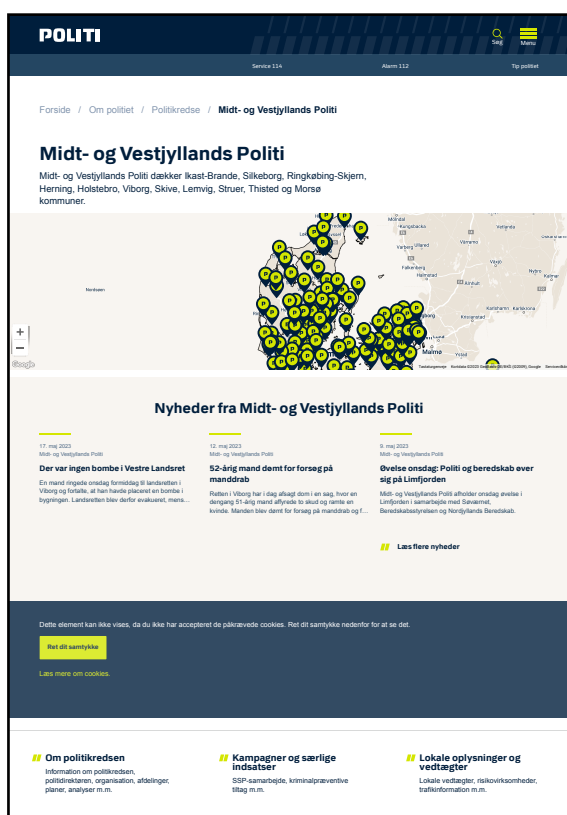 POLITI
Søg
Menu
Service 114
Alarm 112
Tip politiet
Forside / Om politiet / Politikredse / Midt- og Vestjyllands Politi
Midt- og Vestjyllands Politi
Midt- og Vestjyllands Politi dækker Ikast-Brande, Silkeborg, Ringkøbing-Skjern,
Herning, Holstebro, Viborg, Skive, Lemvig, Struer, Thisted og Morsø
kommuner.
Mölndal
Kungsbacka
Varberg
Ullared
Värnamo
Vetlanda
Falkenberg
Halmstad
Växjö
Älmhult
Nybro
Kalmar
Karlshamn
Karlskrona
Kristianstad
Malmö
Ystad
Nordsøen
+
−
Google
Tastaturgenveje
Nyheder fra Midt- og Vestjyllands Politi
17. maj 2023
Midt- og Vestjyllands Politi
Der var ingen bombe i Vestre Landsret
En mand ringede onsdag formiddag til landsretten i
Viborg og fortalte, at han havde placeret en bombe i
bygningen. Landsretten blev derfor evakueret, mens...
12. maj 2023
Midt- og Vestjyllands Politi
52-årig mand dømt for forsøg på
manddrab
Retten i Viborg har i dag afsagt dom i en sag, hvor en
dengang 51-årig mand affyrede to skud og ramte en
kvinde. Manden blev dømt for forsøg på manddrab og f...
9. maj 2023
Midt- og Vestjyllands Politi
Øvelse onsdag: Politi og beredskab øver
sig på Limfjorden
Midt- og Vestjyllands Politi afholder onsdag øvelse i
Limfjorden i samarbejde med Søværnet,
Beredskabsstyrelsen og Nordjyllands Beredskab.
Læs flere nyheder
Dette element kan ikke vises, da du ikke har accepteret de påkrævede cookies. Ret dit samtykke nedenfor for at se det.
Ret dit samtykke
Læs mere om cookies.
Om politikredsen
Information om politikredsen,
politidirektøren, organisation, afdelinger,
planer, analyser m.m.
Kampagner og særlige
indsatser
SSP-samarbejde, kriminalpræventive
tiltag m.m.
Lokale oplysninger og
vedtægter
Lokale vedtægter, risikovirksomheder,
trafikinformation m.m.